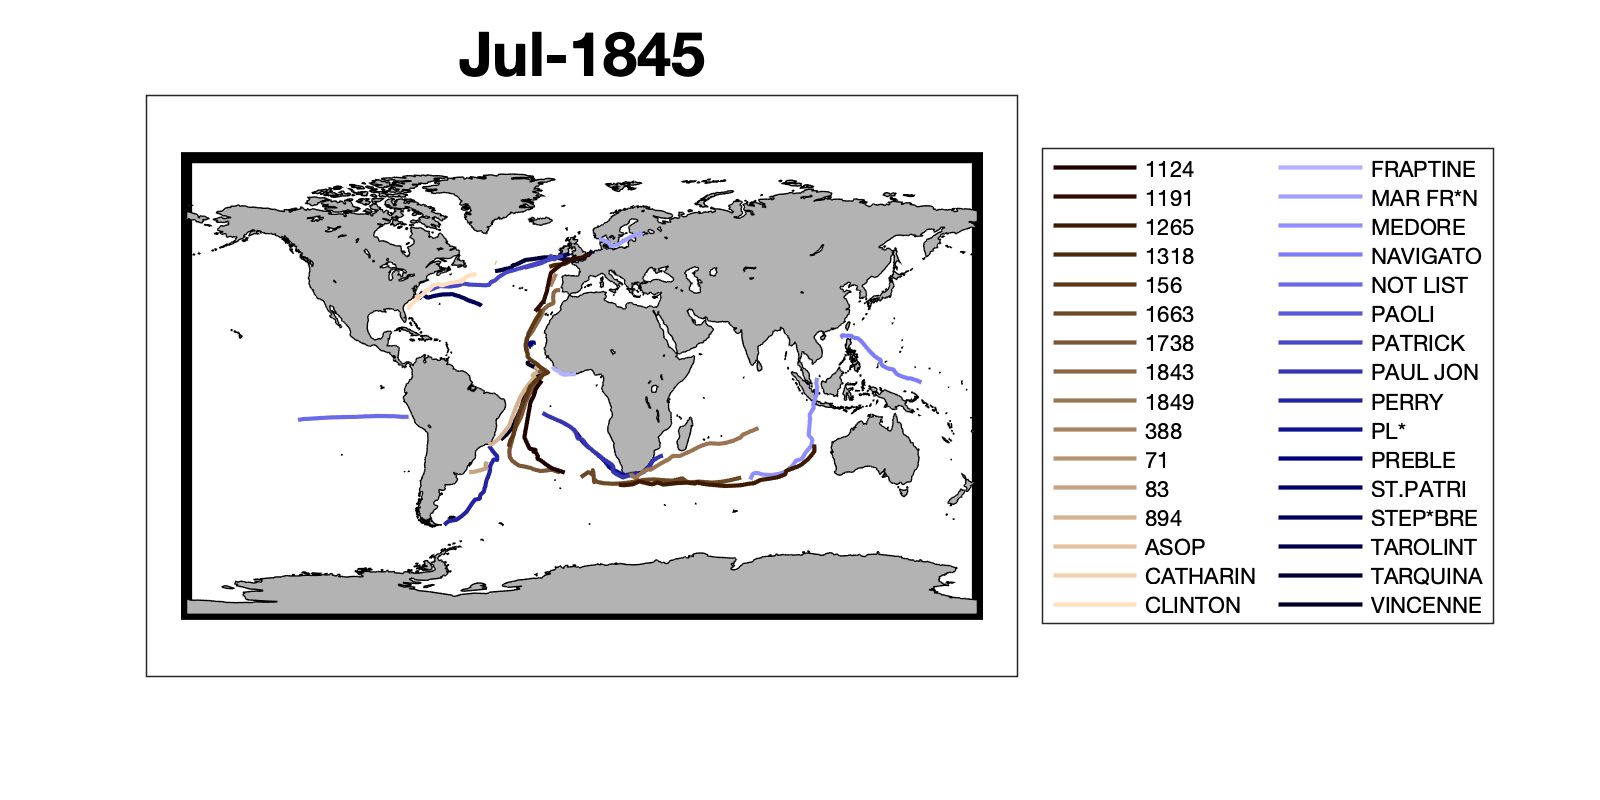 Jul-1845
1124
1191
1265
1318
156
1663
1738
1843
1849
388
71
83
894
ASOP
CATHARIN
CLINTON
FRAPTINE
MAR FR*N
MEDORE
NAVIGATO
NOT LIST
PAOLI
PATRICK
PAUL JON
PERRY
PL*
PREBLE
ST.PATRI
STEP*BRE
TAROLINT
TARQUINA
VINCENNE